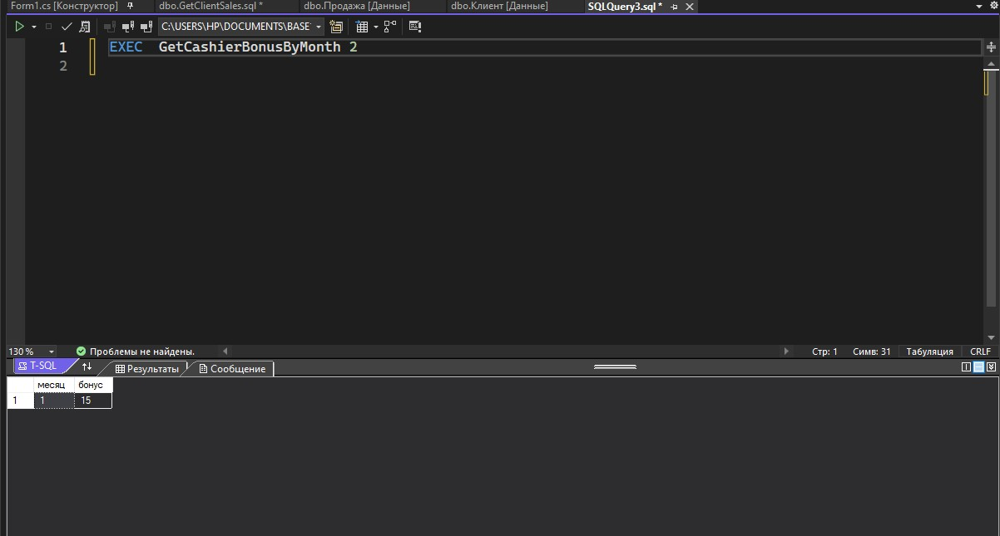 Form1.cs [Конструктор] dbo.GetClientSales.sql * dbo.Продажа [Данные] dbo.Клиент [Данные] SQLQuery3.sql *
C:\USERS\HP\DOCUMENTS\BASE
1 EXEC GetCashierBonusByMonth 2
2
130 % Проблемы не найдены. Стр: 1 Симв: 31 Табуляция CRLF
T-SQL Результаты Сообщение
месяц бонус
1 1 15